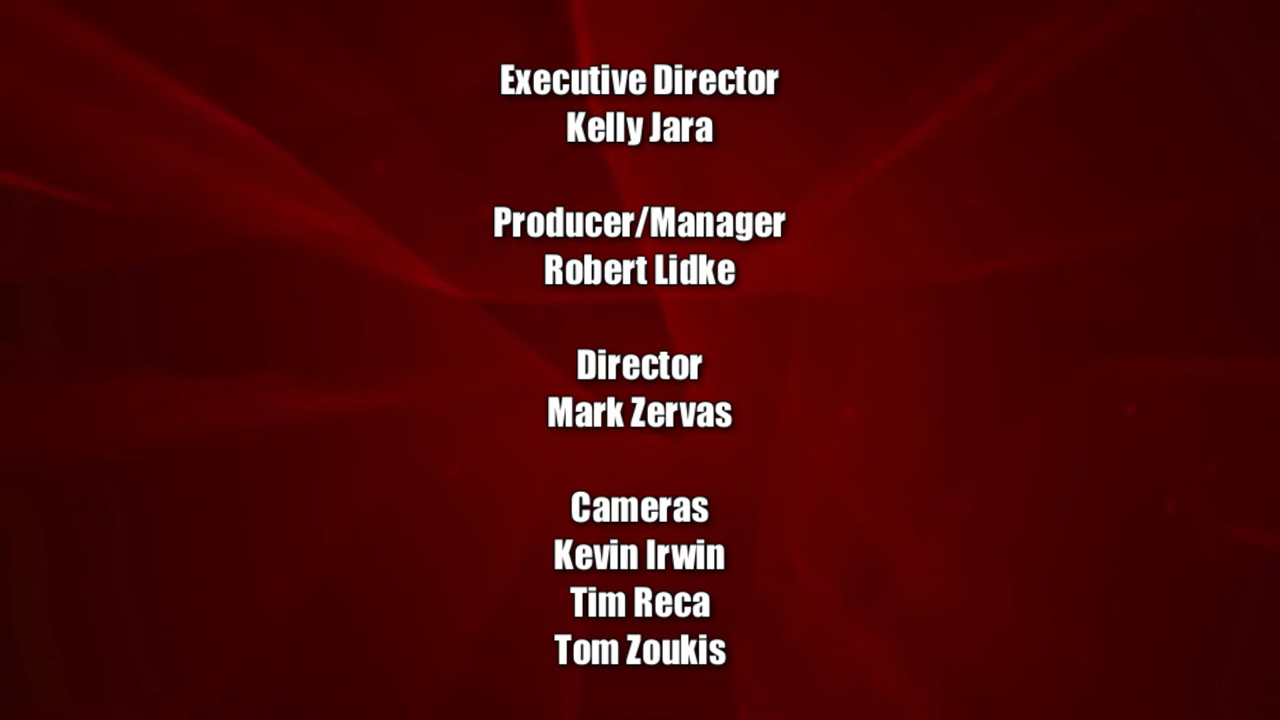 Executive Director
Kelly Jara
Producer/Manager
Robert Lidke
Director
Mark Zervas
Cameras
Kevin Irwin
Tim Reca
Tom Zoukis